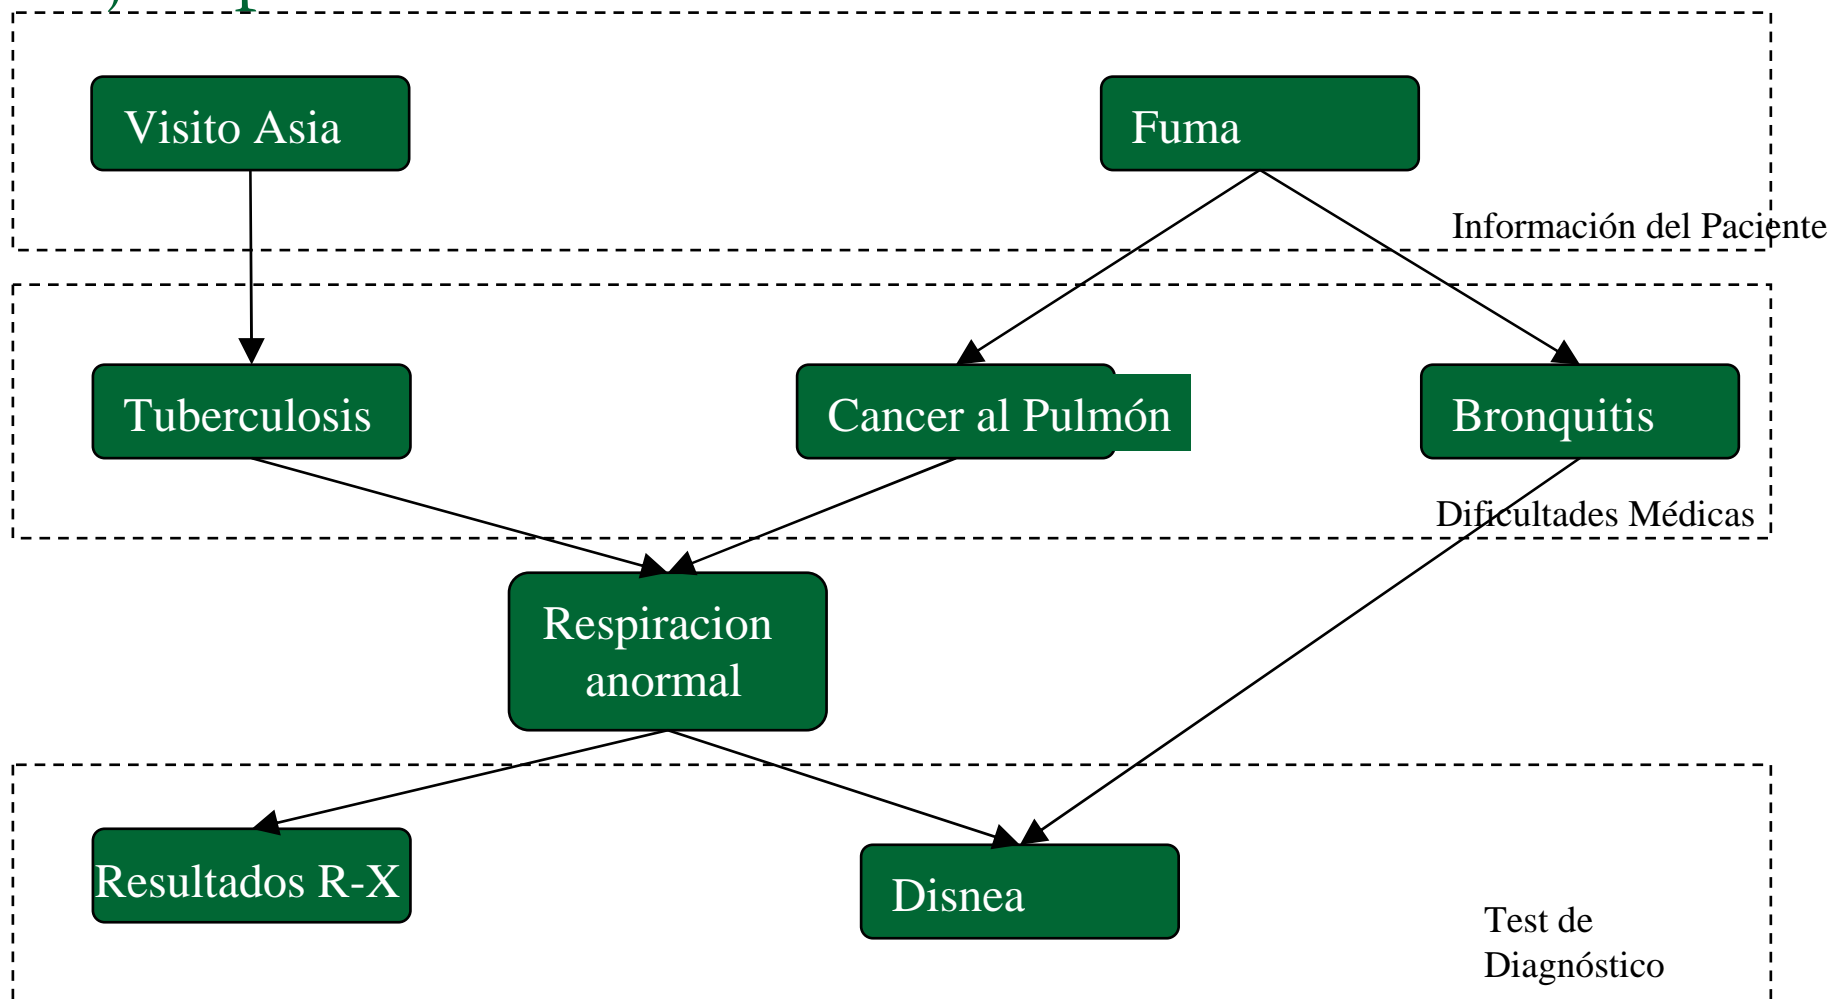 Visito Asia
Fuma
Información del Paciente
Tuberculosis
Cancer al Pulmón
Bronquitis
Dificultades Médicas
Respiracion
anormal
Resultados R-X
Disnea
Test de
Diagnóstico